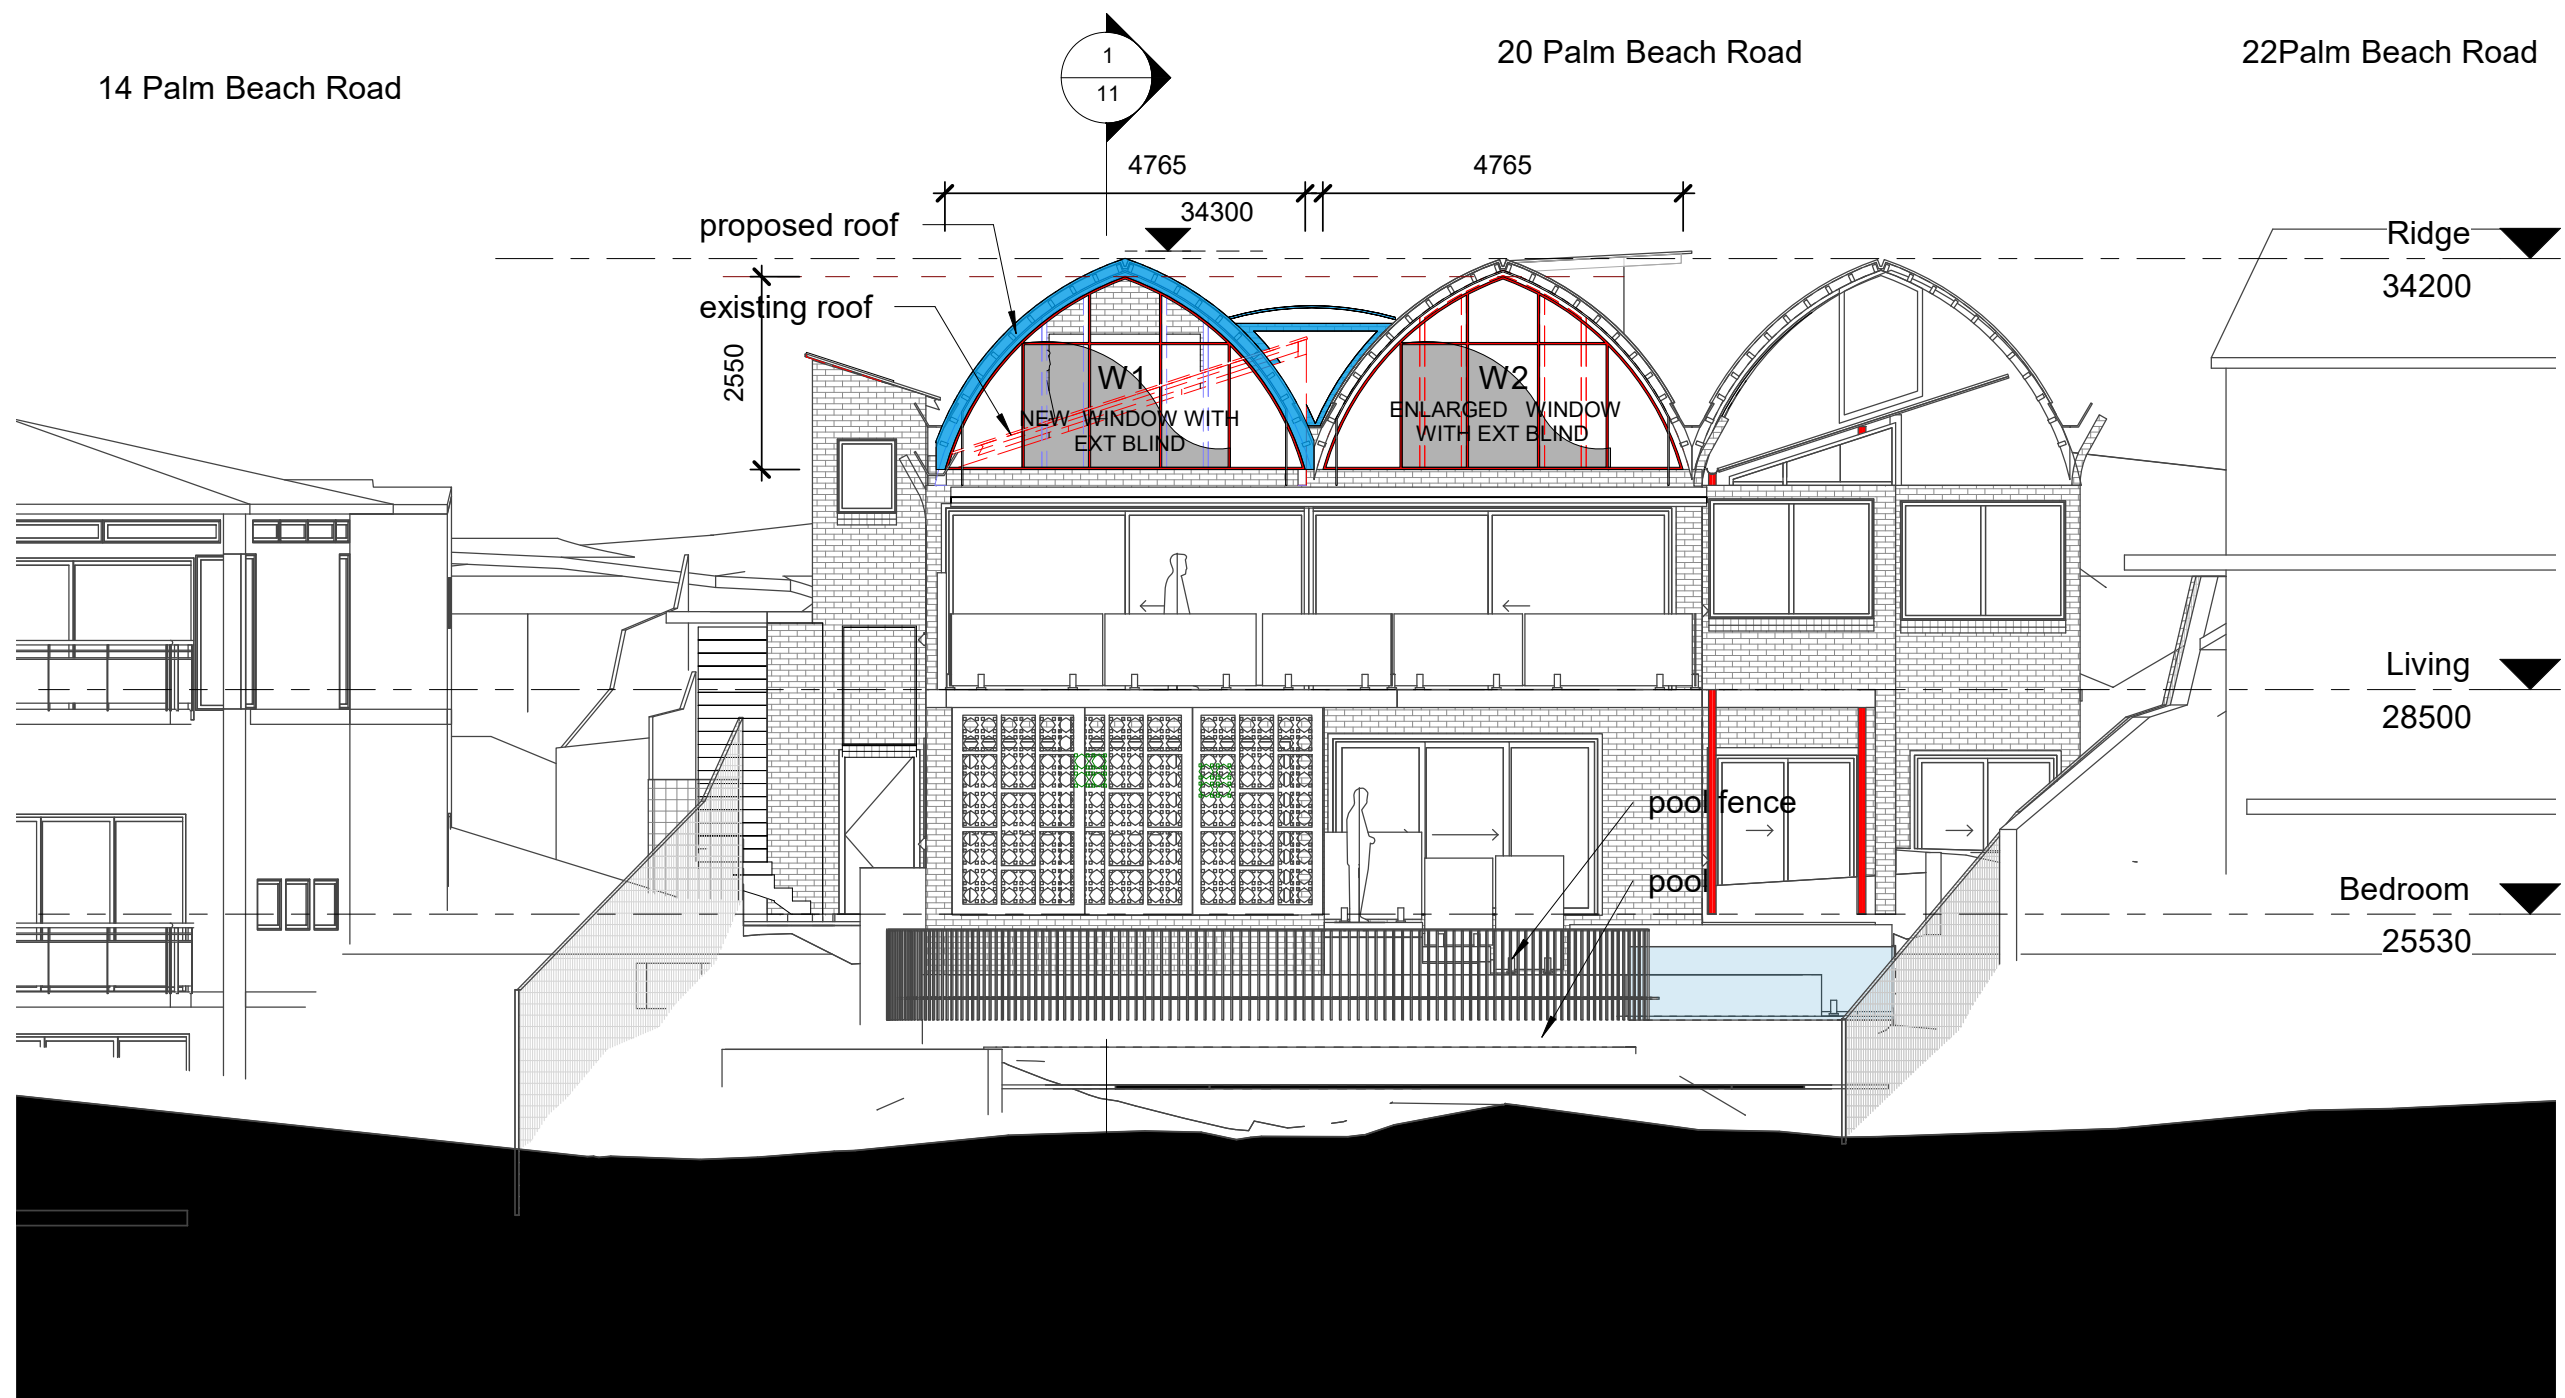 14 Palm Beach Road
1
11
20 Palm Beach Road
22Palm Beach Road
4765
4765
34300
proposed roof
existing roof
2550
W1
NEW WINDOW WITH
EXT BLIND
W2
ENLARGED WINDOW
WITH EXT BLIND
Ridge
34200
Living
28500
pool fence
pool
Bedroom
25530